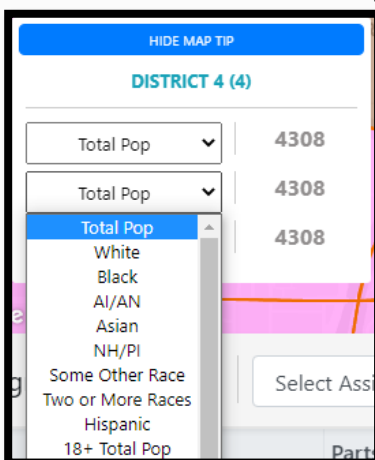 HIDE MAP TIP
DISTRICT 4 (4)
Total Pop 4308
Total Pop 4308
4308
Total Pop
White
Black
AI/AN
Asian
NH/PI
Some Other Race
Two or More Races
Hispanic
18+ Total Pop
e
g
Select Assi
Parts